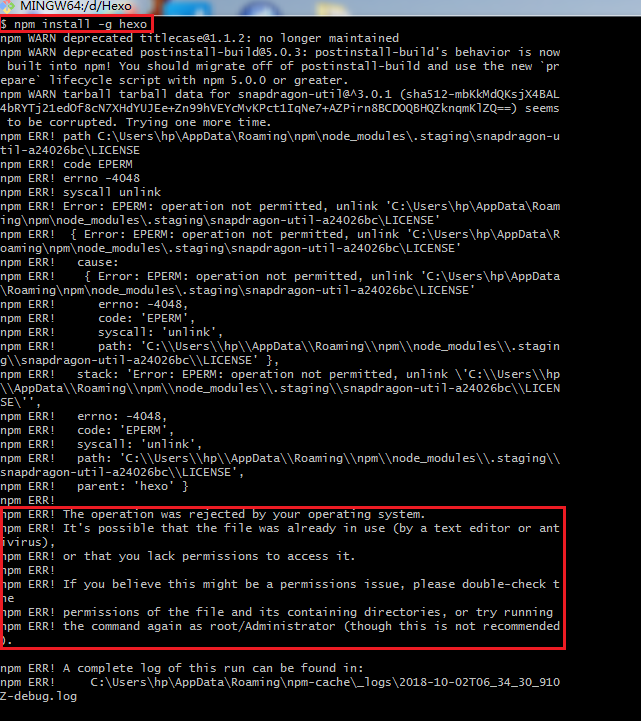 MINGW64:/d/Hexo
$ npm install -g hexo
npm WARN deprecated titlecase@1.1.2: no longer maintained
npm WARN deprecated postinstall-build@5.0.3: postinstall-build's behavior is now
 built into npm! You should migrate off of postinstall-build and use the new `pr
epare` lifecycle script with npm 5.0.0 or greater.
npm WARN tarball tarball data for snapdragon-util@^3.0.1 (sha512-mbKkMdQKsjX4BAL
4bRYTj21edOf8cN7XHdYUJEe+Zn99hVEYcMvKPct1IqNe7+AZPirn8BCDOQBHQZknqmKlZQ==) seems
 to be corrupted. Trying one more time.
npm ERR! path C:\Users\hp\AppData\Roaming\npm\node_modules\.staging\snapdragon-u
til-a24026bc\LICENSE
npm ERR! code EPERM
npm ERR! errno -4048
npm ERR! syscall unlink
npm ERR! Error: EPERM: operation not permitted, unlink 'C:\Users\hp\AppData\Roam
ing\npm\node_modules\.staging\snapdragon-util-a24026bc\LICENSE'
npm ERR!  { Error: EPERM: operation not permitted, unlink 'C:\Users\hp\AppData\R
oaming\npm\node_modules\.staging\snapdragon-util-a24026bc\LICENSE'
npm ERR!   cause:
npm ERR!    { Error: EPERM: operation not permitted, unlink 'C:\Users\hp\AppData
\Roaming\npm\node_modules\.staging\snapdragon-util-a24026bc\LICENSE'
npm ERR!      errno: -4048,
npm ERR!      code: 'EPERM',
npm ERR!      syscall: 'unlink',
npm ERR!      path: 'C:\\Users\\hp\\AppData\\Roaming\\npm\\node_modules\\.stagin
g\\snapdragon-util-a24026bc\\LICENSE' },
npm ERR!   stack: 'Error: EPERM: operation not permitted, unlink \'C:\\Users\\hp
\\AppData\\Roaming\\npm\\node_modules\\.staging\\snapdragon-util-a24026bc\\LICEN
SE\'',
npm ERR!   errno: -4048,
npm ERR!   code: 'EPERM',
npm ERR!   syscall: 'unlink',
npm ERR!   path: 'C:\\Users\\hp\\AppData\\Roaming\\npm\\node_modules\\.staging\\
snapdragon-util-a24026bc\\LICENSE',
npm ERR!   parent: 'hexo' }
npm ERR!
npm ERR! The operation was rejected by your operating system.
npm ERR! It's possible that the file was already in use (by a text editor or ant
ivirus),
npm ERR! or that you lack permissions to access it.
npm ERR!
npm ERR! If you believe this might be a permissions issue, please double-check t
he
npm ERR! permissions of the file and its containing directories, or try running
npm ERR! the command again as root/Administrator (though this is not recommended
).
npm ERR! A complete log of this run can be found in:
npm ERR!     C:\Users\hp\AppData\Roaming\npm-cache\_logs\2018-10-02T06_34_30_910
Z-debug.log